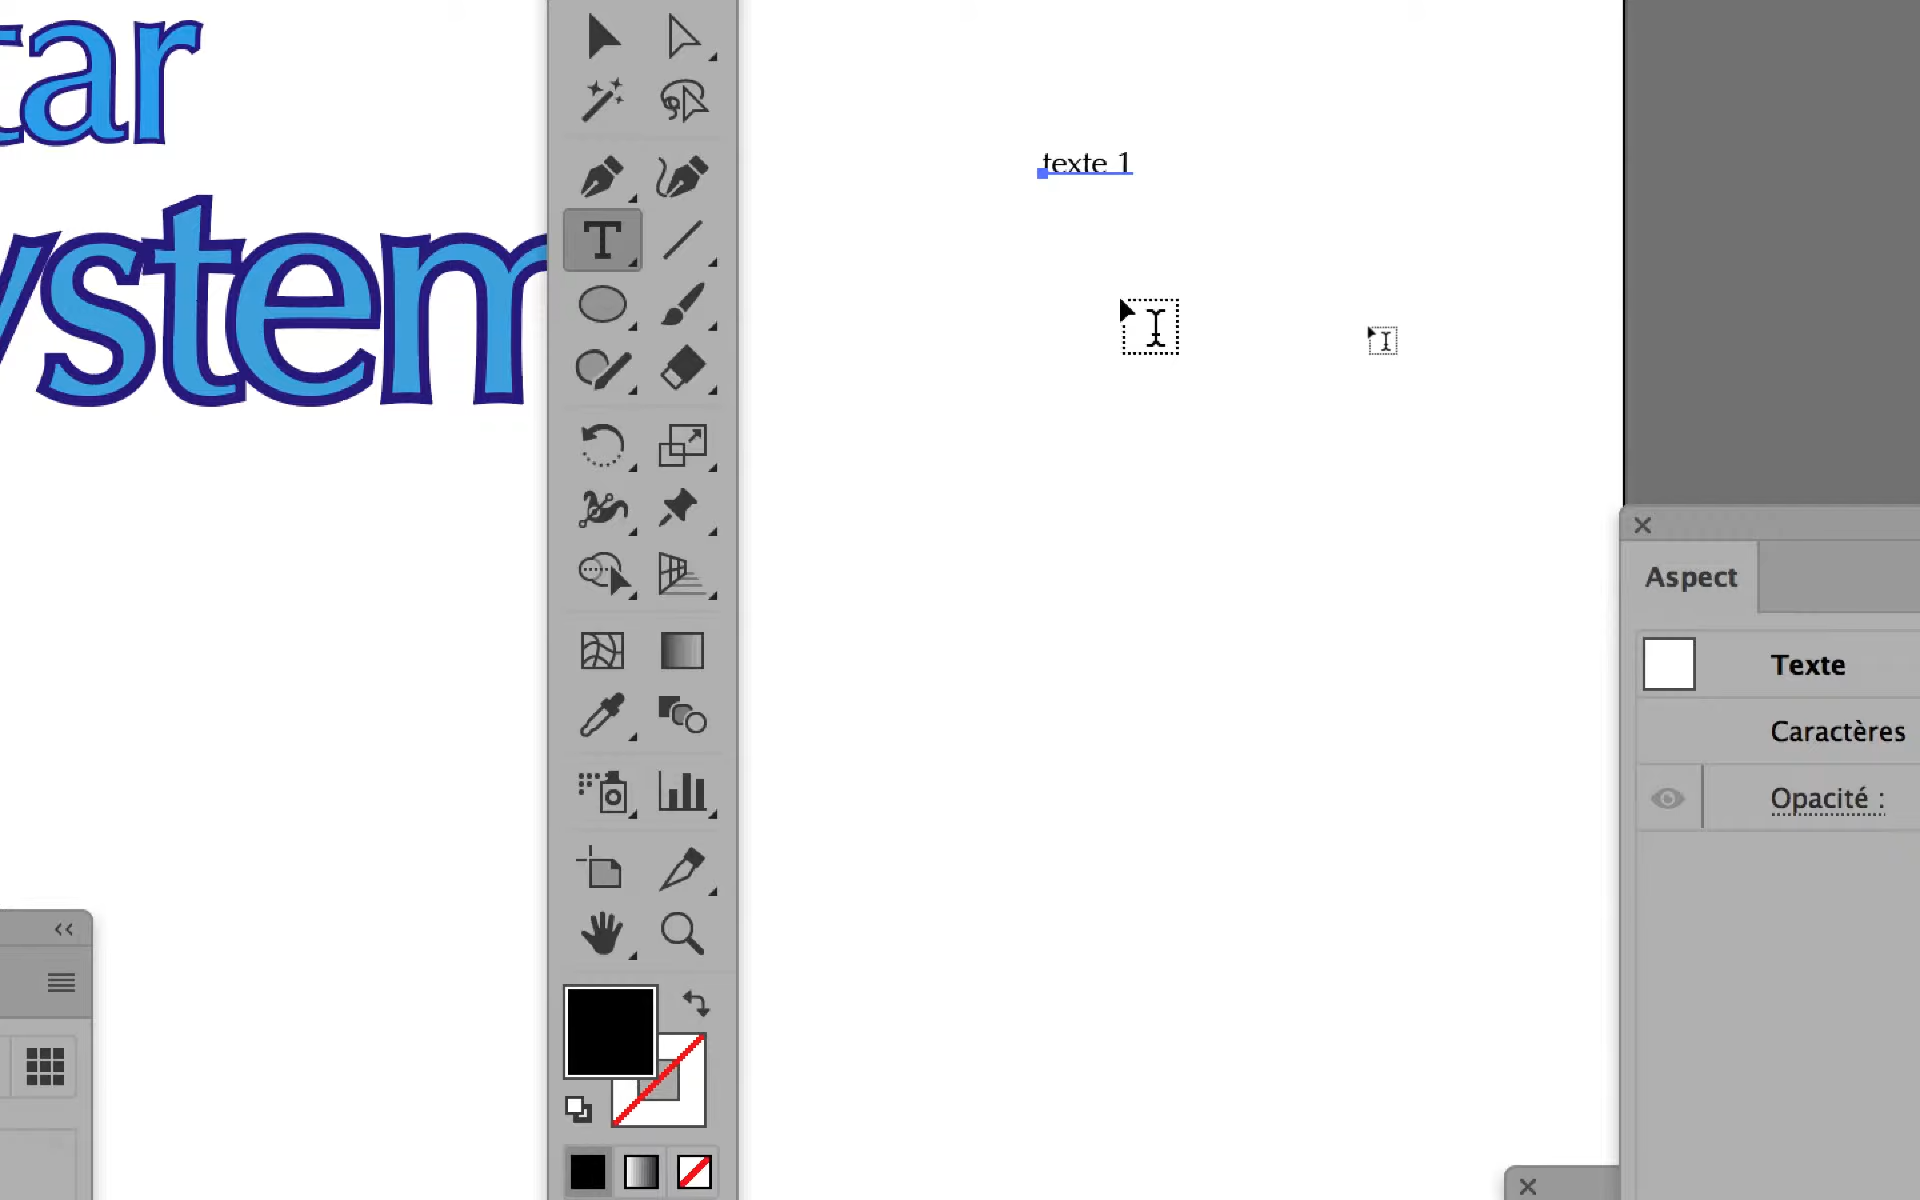 tar
ystem
texte 1
Aspect
Texte
Caractères
Opacité :